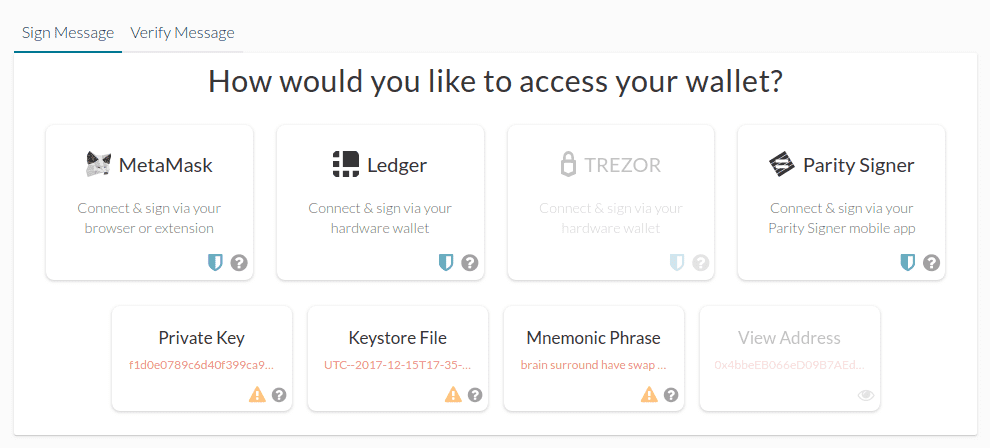 Sign Message
Verify Message
How would you like to access your wallet?
MetaMask
Connect & sign via your
browser or extension
Ledger
Connect & sign via your
hardware wallet
TREZOR
Connect & sign via your
hardware wallet
Parity Signer
Connect & sign via your
Parity Signer mobile app
Private Key
f1d0e0789c6d40f399ca9...
Keystore File
UTC--2017-12-15T17-35-...
Mnemonic Phrase
brain surround have swap ...
View Address
0x4bbeEB066eD09B7AEd...